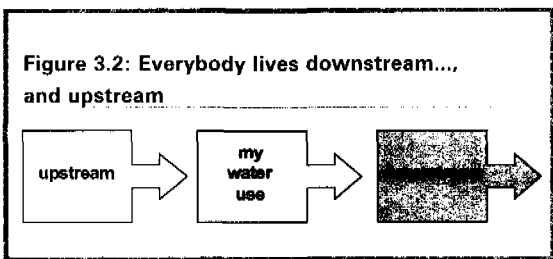 Figure 3.2: Everybody lives downstream...,
and upstream
upstream
my
water
use